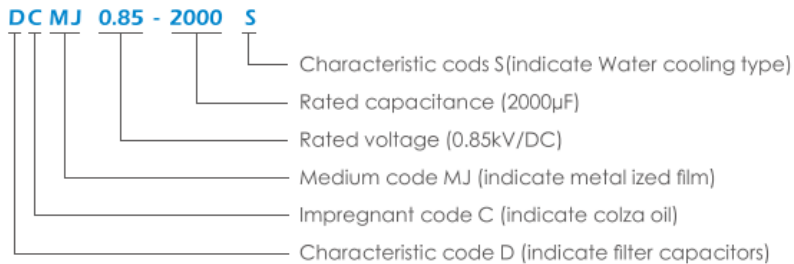 DCMJ 0.85 - 2000 S
Characteristic cods S(indicate Water cooling type)
Rated capacitance (2000µF)
Rated voltage (0.85kV/DC)
Medium code MJ (indicate metal ized film)
Impregnant code C (indicate colza oil)
Characteristic code D (indicate filter capacitors)